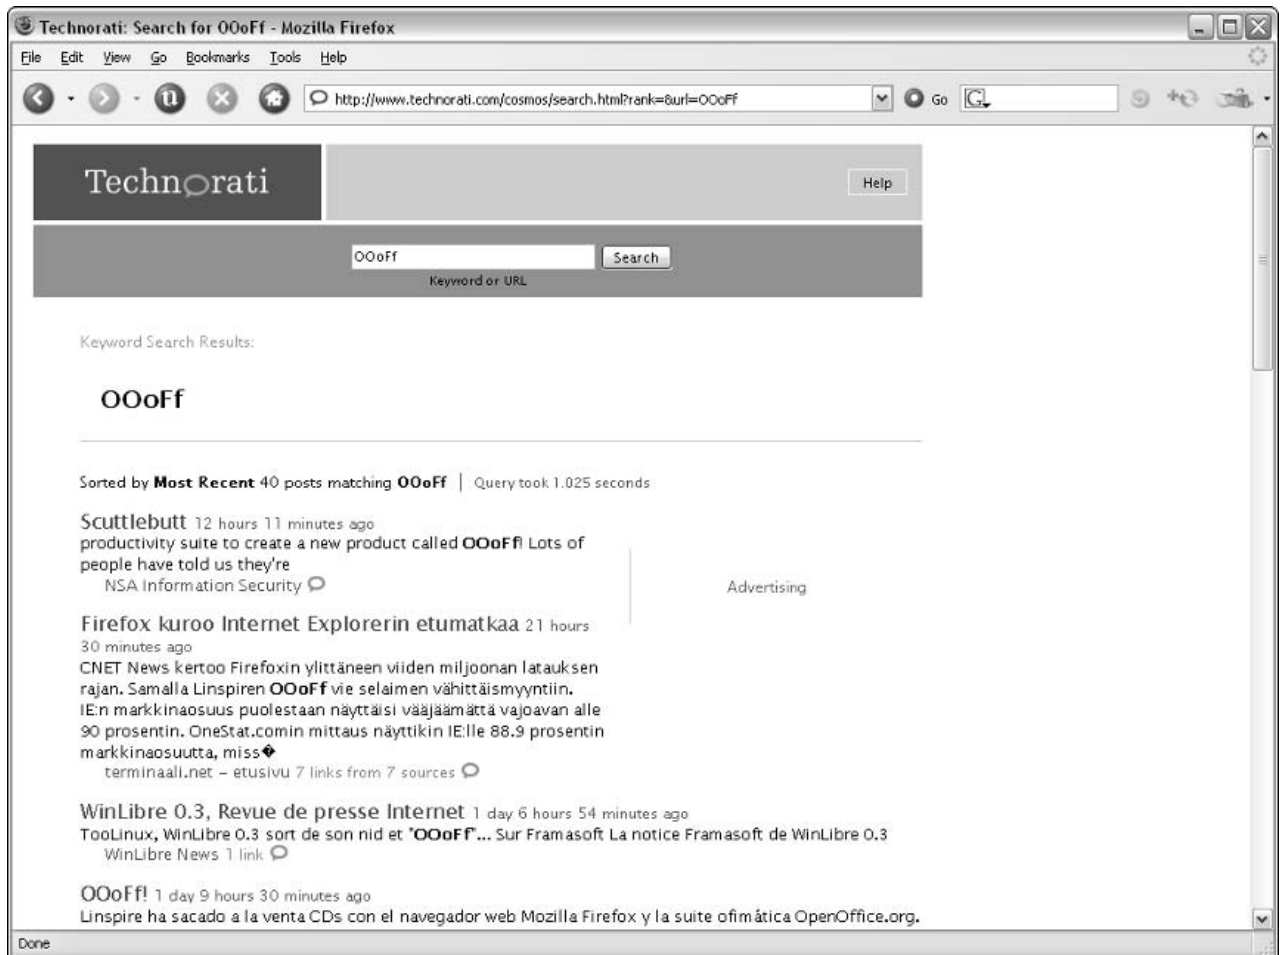 Technorati: Search for OOoFf - Mozilla Firefox
File Edit View Go Bookmarks Tools Help
http://www.technorati.com/cosmos/search.html?rank=&url=OOoFf Go G
Technorati
Help
OOoFf Search
Keyword or URL
Keyword Search Results:
OOoFf
Sorted by Most Recent 40 posts matching OOoFf | Query took 1.025 seconds
Scuttlebutt 12 hours 11 minutes ago
productivity suite to create a new product called OOoFf! Lots of
people have told us they're
NSA Information Security
Advertising
Firefox kuroo Internet Explorerin etumatkaa 21 hours
30 minutes ago
CNET News kertoo Firefoxin ylittäneen viiden miljoonan latauksen
rajan. Samalla Linspiren OOoFf vie selaimen vähittäismyyntiin.
IE:n markkinaosuus puolestaan näyttäisi vääjäämättä vajoavan alle
90 prosentin. OneStat.comin mittaus näyttikin IE:lle 88.9 prosentin
markkinaosuutta, miss�
terminaali.net – etusivu 7 links from 7 sources
WinLibre 0.3, Revue de presse Internet 1 day 6 hours 54 minutes ago
TooLinux, WinLibre 0.3 sort de son nid et "OOoFf"... Sur Framasoft La notice Framasoft de WinLibre 0.3
WinLibre News 1 link
OOoFf! 1 day 9 hours 30 minutes ago
Linspire ha sacado a la venta CDs con el navegador web Mozilla Firefox y la suite ofimática OpenOffice.org.
Done